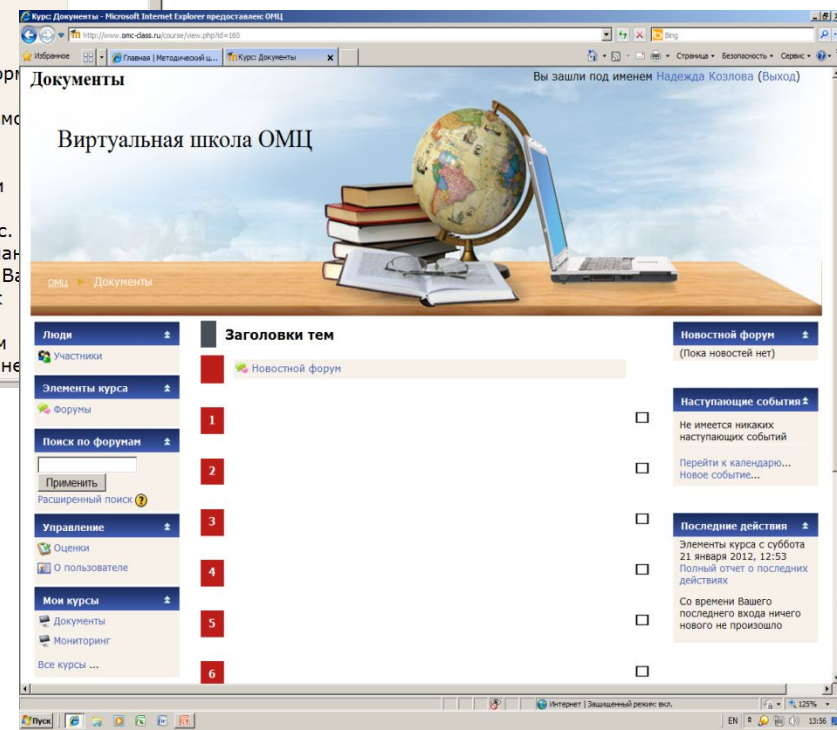 Курс: Документы - Microsoft Internet Explorer предоставлен: ОМЦ
http://www.omc-class.ru/course/view.php?id=160
Bing
Избранное
Главная | Методический ц...
Курс: Документы
Страница
Безопасность
Сервис
Документы
Вы зашли под именем Надежда Козлова (Выход)
Виртуальная школа ОМЦ
ОМЦ ► Документы
Люди
Участники
Элементы курса
Форумы
Поиск по форумам
Применить
Расширенный поиск
Управление
Оценки
О пользователе
Мои курсы
Документы
Мониторинг
Все курсы ...
Заголовки тем
Новостной форум
1
2
3
4
5
6
Новостной форум
(Пока новостей нет)
Наступающие события
Не имеется никаких
наступающих событий
Перейти к календарю...
Новое событие...
Последние действия
Элементы курса с суббота
21 января 2012, 12:53
Полный отчет о последних
действиях
Со времени Вашего
последнего входа ничего
нового не произошло
Интернет | Защищенный режим: вкл.
125%
Пуск
EN
13:56